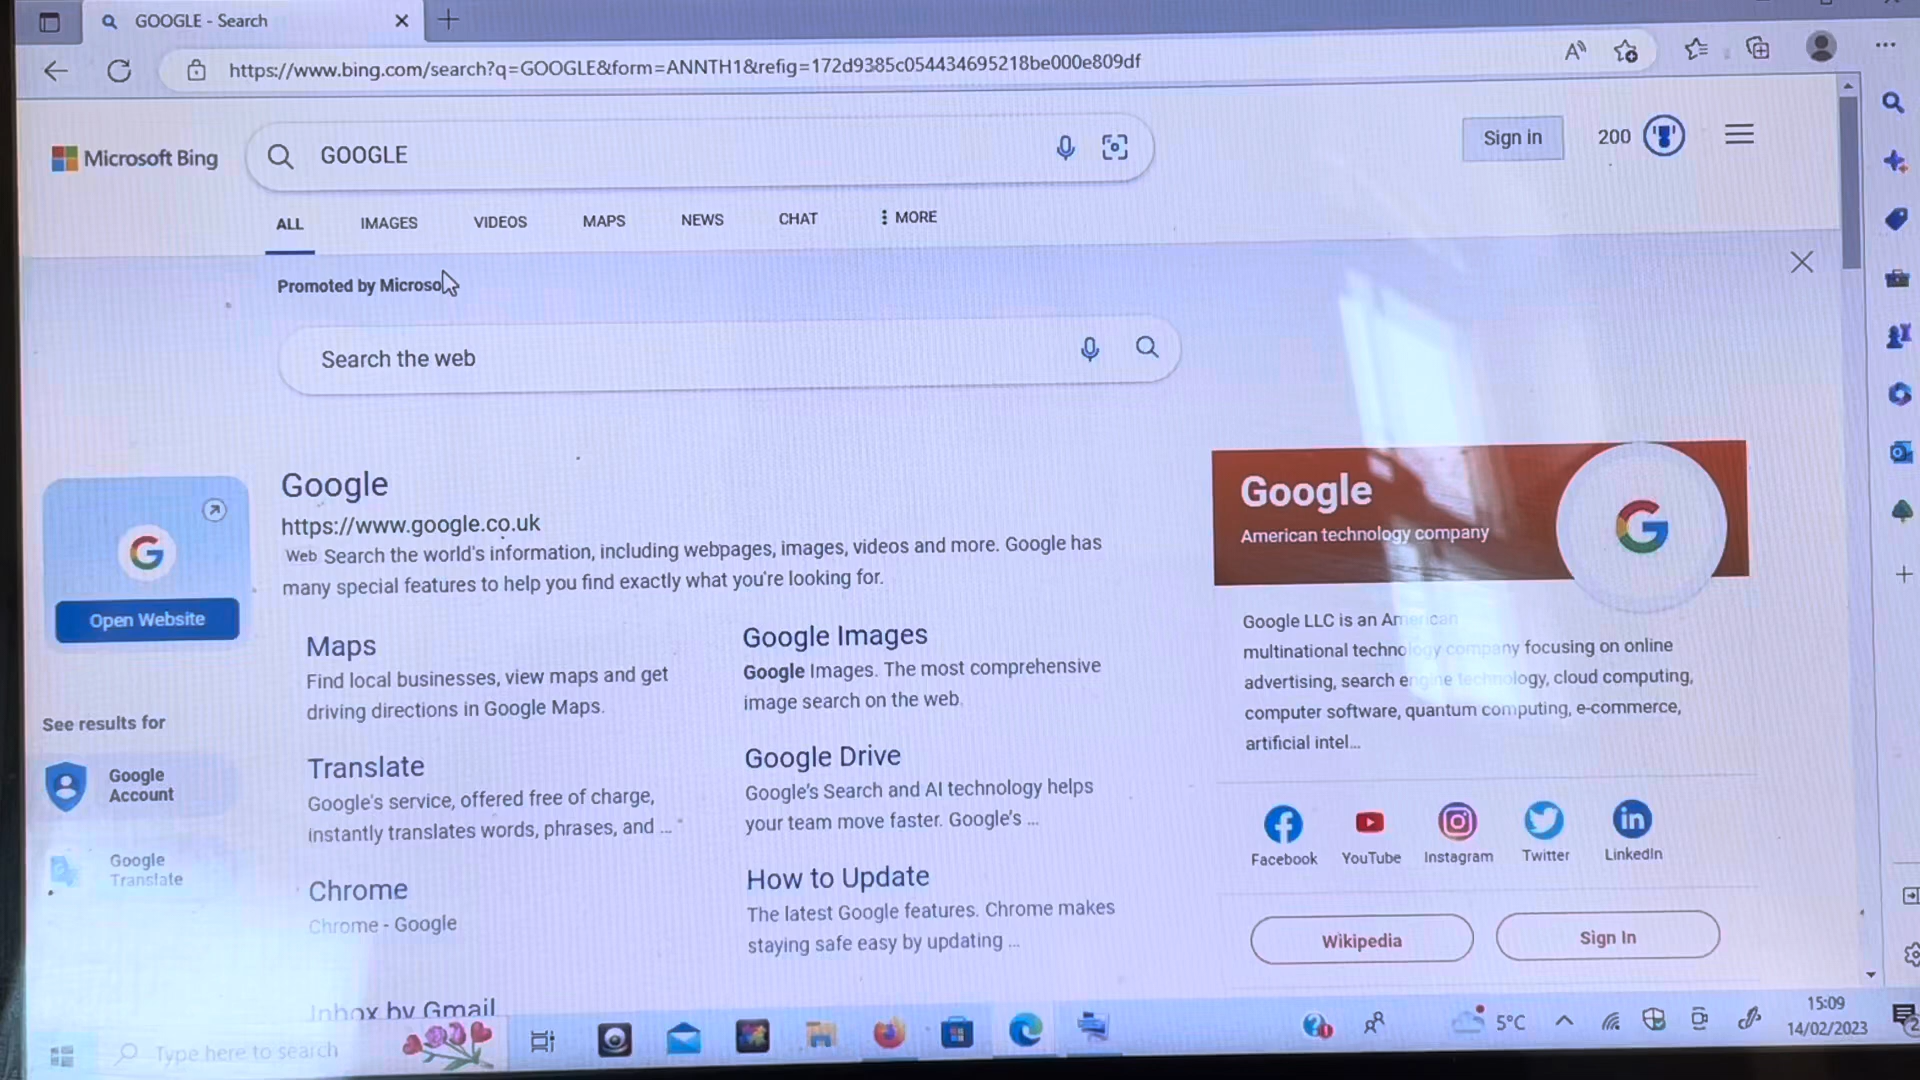 GOOGLE - Search
https://www.bing.com/search?q=GOOGLE&form=ANNTH1&refig=172d9385c054434695218be000e809df
Microsoft Bing
GOOGLE
Sign in
200
ALL
IMAGES
VIDEOS
MAPS
NEWS
CHAT
MORE
Promoted by Microso
Search the web
Google
https://www.google.co.uk
Web Search the world's information, including webpages, images, videos and more. Google has
many special features to help you find exactly what you're looking for.
Open Website
See results for
Google
Account
Google
Translate
Maps
Find local businesses, view maps and get
driving directions in Google Maps.
Translate
Google's service, offered free of charge,
instantly translates words, phrases, and ...
Chrome
Chrome - Google
Inbox by Gmail
Google Images
Google Images. The most comprehensive
image search on the web.
Google Drive
Google's Search and AI technology helps
your team move faster. Google's ...
How to Update
The latest Google features. Chrome makes
staying safe easy by updating ...
Google
American technology company
Google LLC is an American
multinational technology company focusing on online
advertising, search engine technology, cloud computing,
computer software, quantum computing, e-commerce,
artificial intel...
Facebook
YouTube
Instagram
Twitter
LinkedIn
Wikipedia
Sign In
Type here to search
5°C
15:09
14/02/2023
2